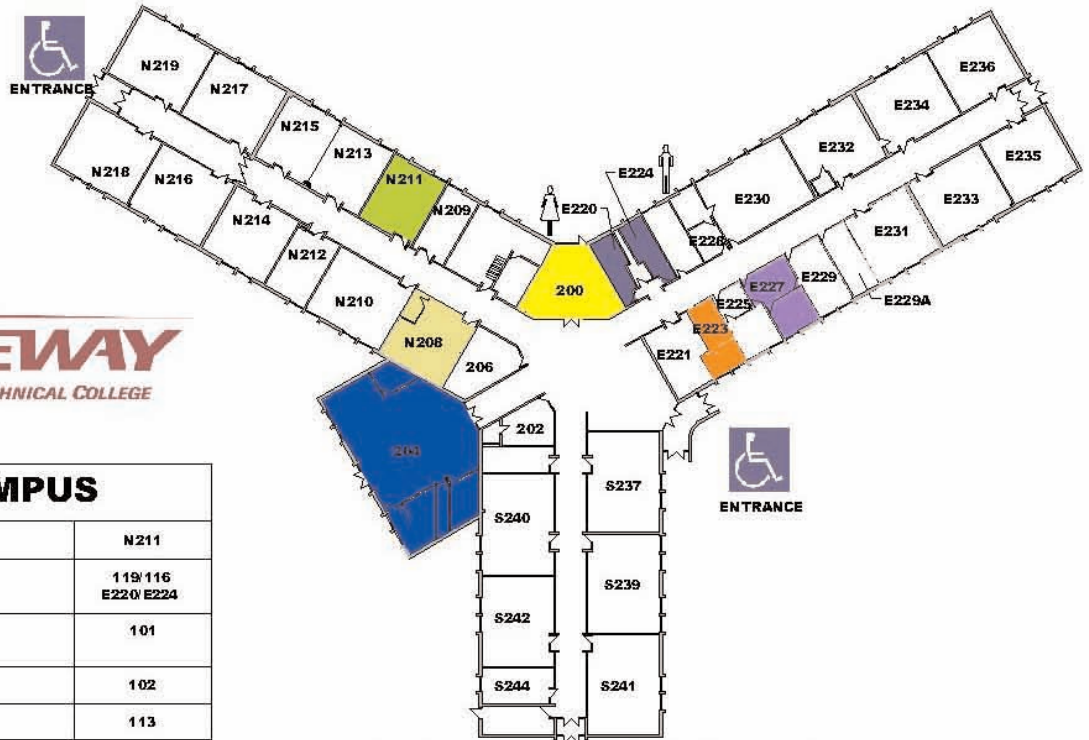 ENTRANCE
N219
N217
N215
N213
N211
N209
N218
N216
N214
N212
N210
N208
206
200
E220
E224
E228
E230
E232
E234
E236
E235
E233
E231
E229A
E229
E227
E225
E223
E221
202
204
S237
S240
S239
S242
S244
S241
ENTRANCE
EWAY
HNICAL COLLEGE
MPUS
N211
119/116
E220/E224
101
102
113